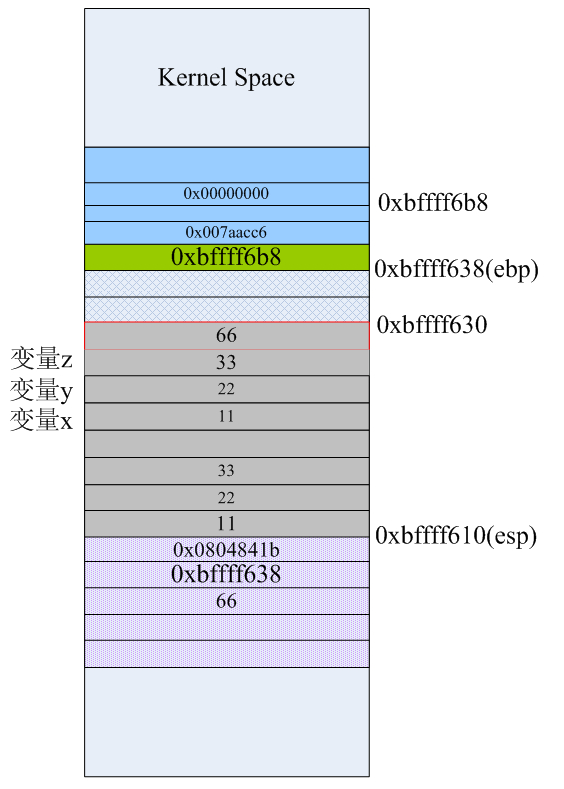 Kernel Space
0x00000000
0xbffff6b8
0x007aacc6
0xbffff6b8
0xbffff638(ebp)
0xbffff630
66
变量z
33
变量y
22
变量x
11
33
22
11
0xbffff610(esp)
0x0804841b
0xbffff638
66